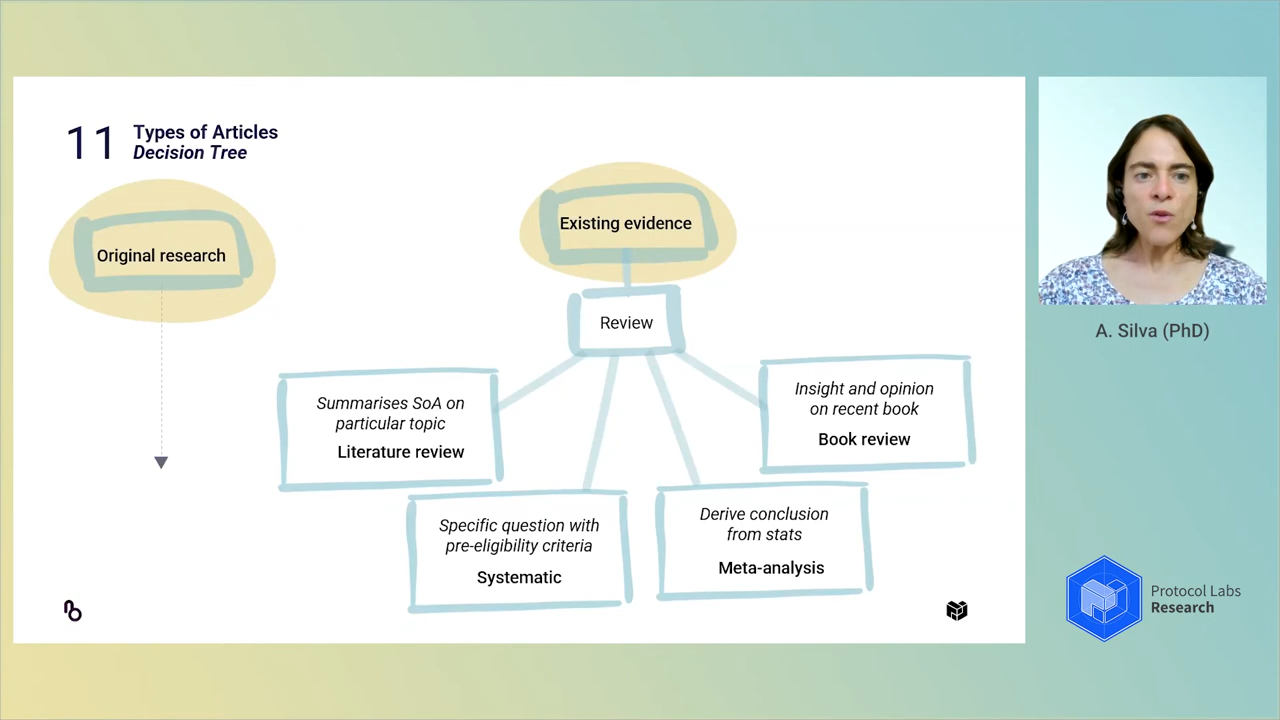 11
Types of Articles
Decision Tree
Original research
Existing evidence
Review
Summarises SoA on
particular topic
Literature review
Specific question with
pre-eligibility criteria
Systematic
Derive conclusion
from stats
Meta-analysis
Insight and opinion
on recent book
Book review
A. Silva (PhD)
Protocol Labs
Research